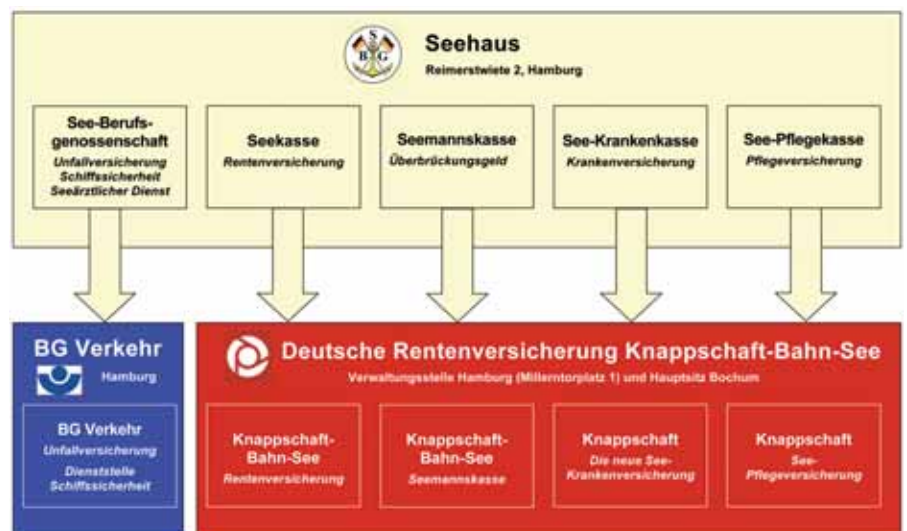 S
B G
Seehaus
Reimerstwiete 2, Hamburg
See-Berufs-
genossenschaft
Unfallversicherung
Schiffssicherheit
Seeärztlicher Dienst
Seekasse
Rentenversicherung
Seemannskasse
Überbrückungsgeld
See-Krankenkasse
Krankenversicherung
See-Pflegekasse
Pflegeversicherung
BG Verkehr
Hamburg
BG Verkehr
Unfallversicherung
Dienststelle
Schiffssicherheit
Deutsche Rentenversicherung Knappschaft-Bahn-See
Verwaltungsstelle Hamburg (Millerntorplatz 1) und Hauptsitz Bochum
Knappschaft-
Bahn-See
Rentenversicherung
Knappschaft-
Bahn-See
Seemannskasse
Knappschaft
Die neue See-
Krankenversicherung
Knappschaft
See-
Pflegeversicherung